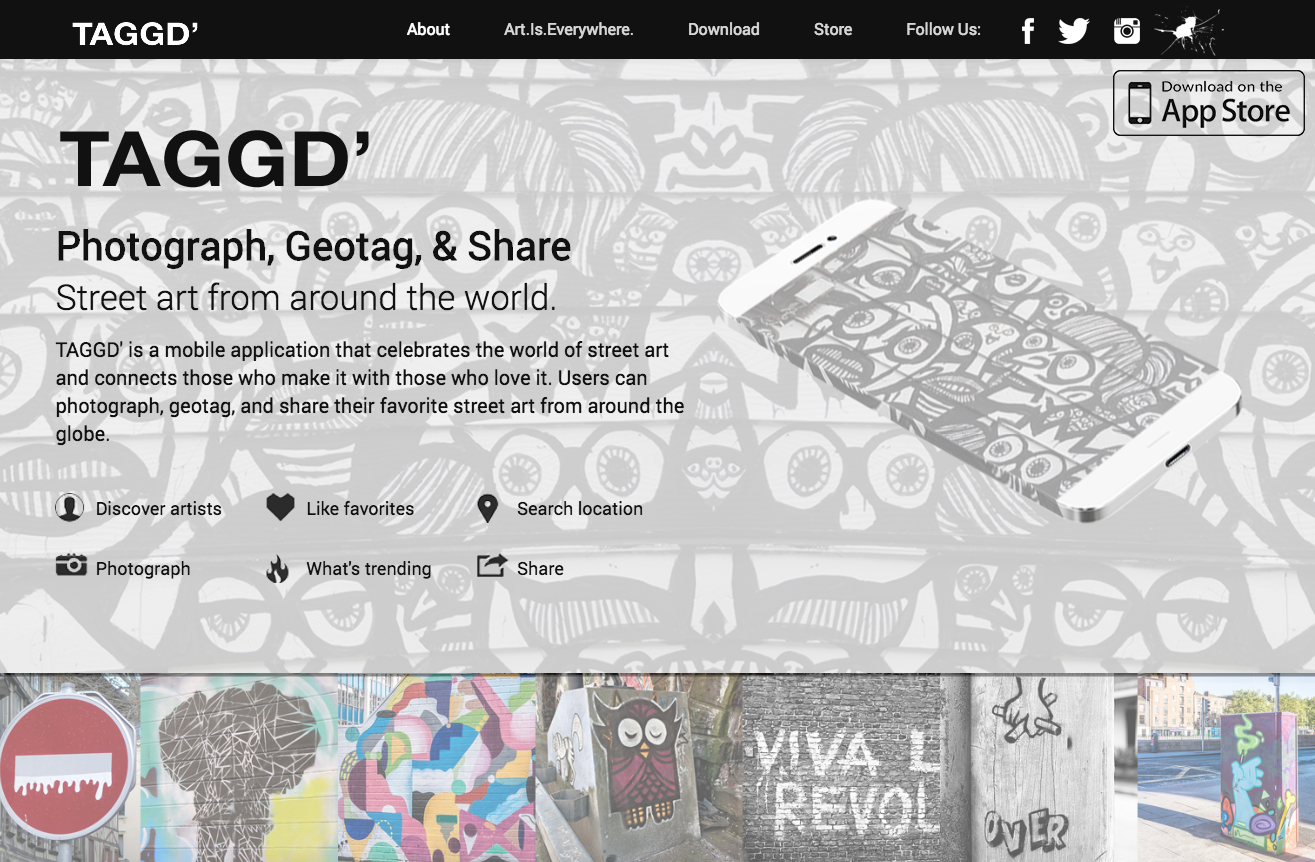 TAGGD’
About
Art.Is.Everywhere.
Download
Store
Follow Us:
Download on the
App Store
TAGGD’
Photograph, Geotag, & Share
Street art from around the world.
TAGGD' is a mobile application that celebrates the world of street art
and connects those who make it with those who love it. Users can
photograph, geotag, and share their favorite street art from around the
globe.
Discover artists
Like favorites
Search location
Photograph
What's trending
Share
VIVA L
REVOL
OVER